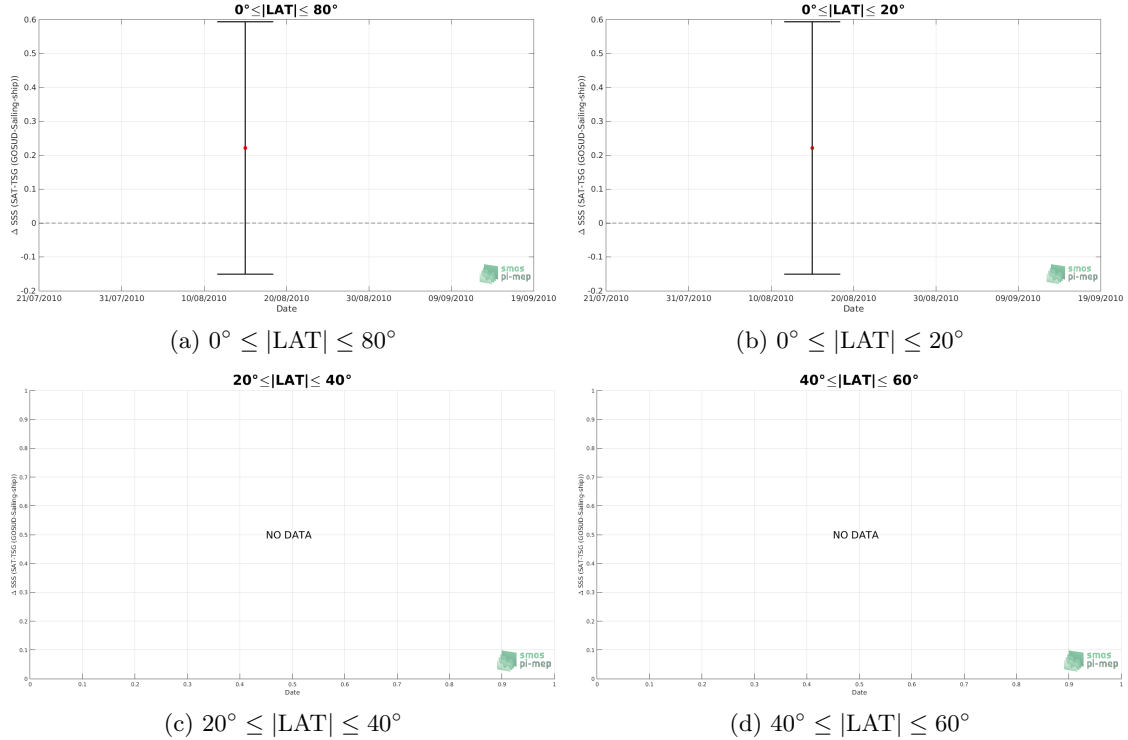 0°≤|LAT|≤ 80°
0.6
0.5
0.4
0.3
0.2
0.1
0
-0.1
-0.2
Δ SSS (SAT-TSG (GOSUD-Sailing-ship))
21/07/2010 31/07/2010 10/08/2010 20/08/2010 30/08/2010 09/09/2010 19/09/2010
Date
smos
pi-mep
(a) 0° ≤ |LAT| ≤ 80°
0°≤|LAT|≤ 20°
0.6
0.5
0.4
0.3
0.2
0.1
0
-0.1
-0.2
Δ SSS (SAT-TSG (GOSUD-Sailing-ship))
21/07/2010 31/07/2010 10/08/2010 20/08/2010 30/08/2010 09/09/2010 19/09/2010
Date
smos
pi-mep
(b) 0° ≤ |LAT| ≤ 20°
20°≤|LAT|≤ 40°
1
0.9
0.8
0.7
0.6
0.5
0.4
0.3
0.2
0.1
0
Δ SSS (SAT-TSG (GOSUD-Sailing-ship))
NO DATA
0 0.1 0.2 0.3 0.4 0.5 0.6 0.7 0.8 0.9 1
Date
smos
pi-mep
(c) 20° ≤ |LAT| ≤ 40°
40°≤|LAT|≤ 60°
1
0.9
0.8
0.7
0.6
0.5
0.4
0.3
0.2
0.1
0
Δ SSS (SAT-TSG (GOSUD-Sailing-ship))
NO DATA
0 0.1 0.2 0.3 0.4 0.5 0.6 0.7 0.8 0.9 1
Date
smos
pi-mep
(d) 40° ≤ |LAT| ≤ 60°